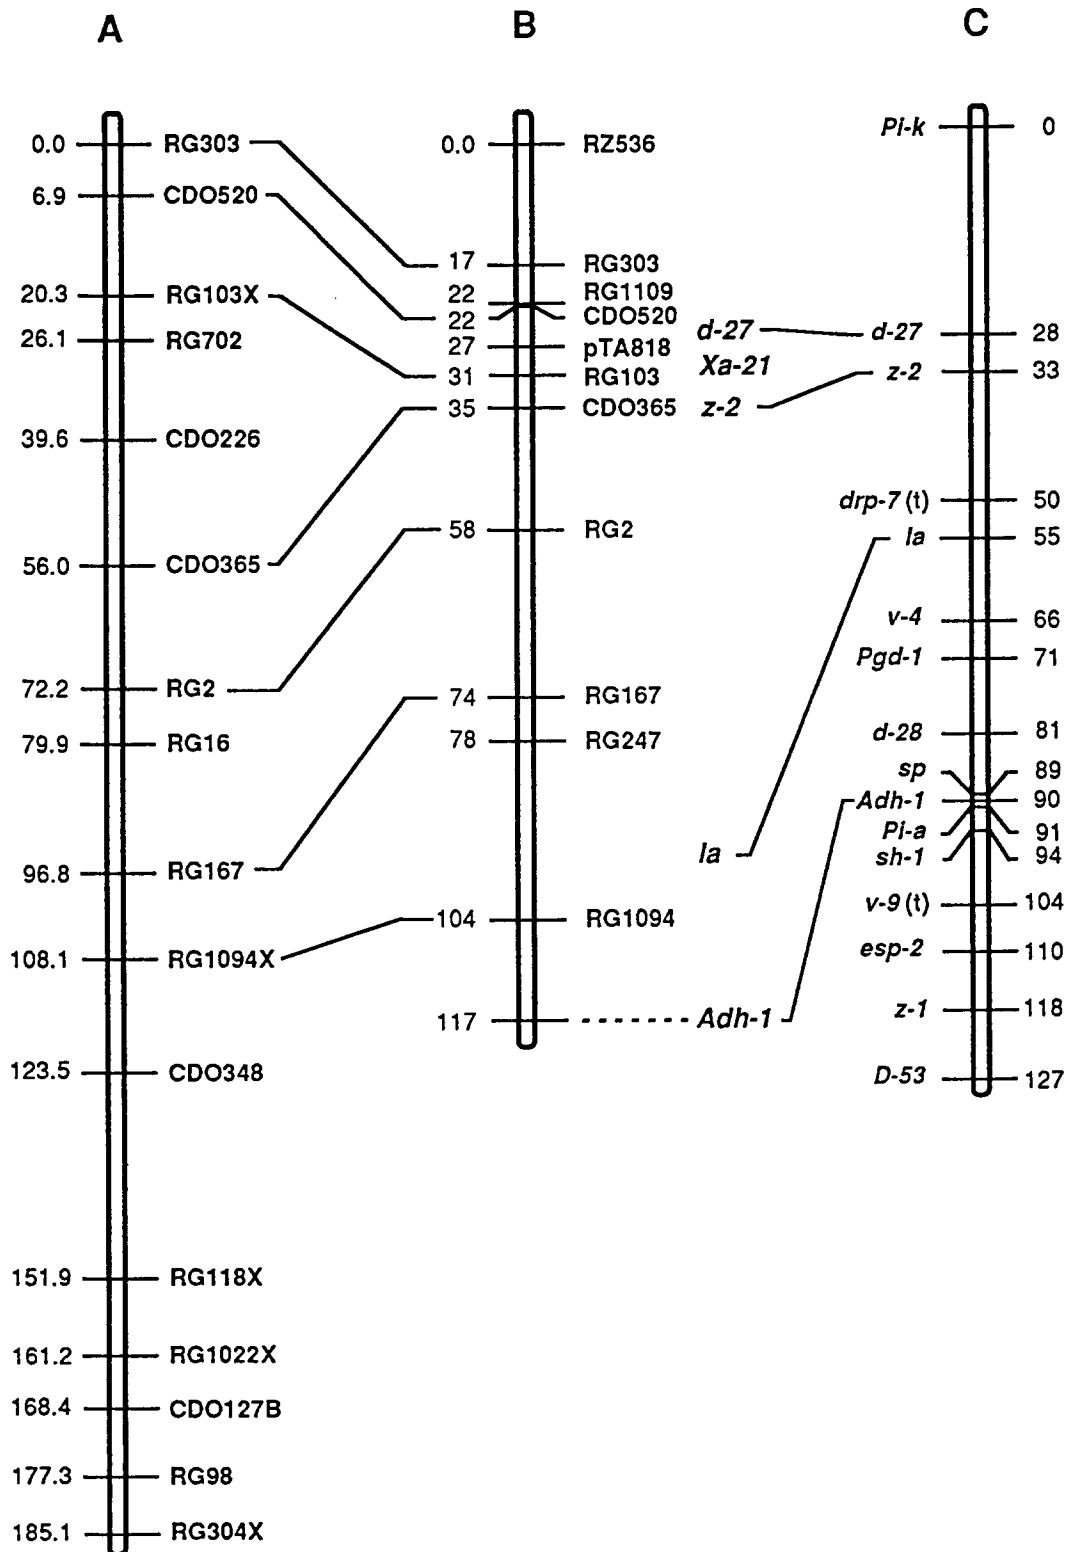 A
0.0 RG303
6.9 CDO520
20.3 RG103X
26.1 RG702
39.6 CDO226
56.0 CDO365
72.2 RG2
79.9 RG16
96.8 RG167
108.1 RG1094X
123.5 CDO348
151.9 RG118X
161.2 RG1022X
168.4 CDO127B
177.3 RG98
185.1 RG304X
B
0.0 RZ536
17 RG303
22 RG1109
22 CDO520
27 pTA818
31 RG103
35 CDO365
58 RG2
74 RG167
78 RG247
104 RG1094
117 Adh-1
d-27
Xa-21
z-2
la
C
Pi-k 0
d-27 28
z-2 33
drp-7 (t) 50
la 55
v-4 66
Pgd-1 71
d-28 81
sp 89
Adh-1 90
Pi-a 91
sh-1 94
v-9 (t) 104
esp-2 110
z-1 118
D-53 127